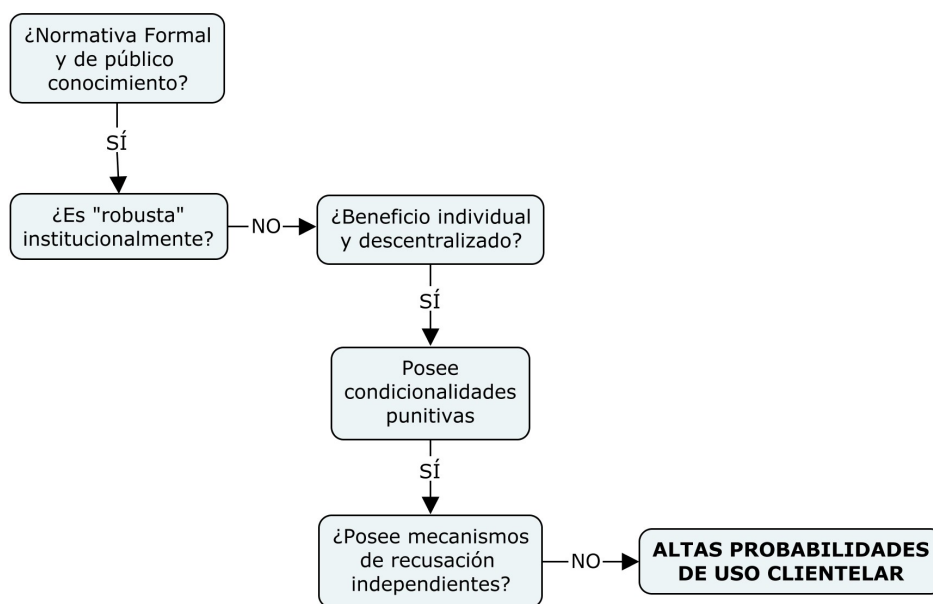 ¿Normativa Formal
y de público
conocimiento?
SÍ
¿Es "robusta"
institucionalmente?
NO
¿Beneficio individual
y descentralizado?
SÍ
Posee
condicionalidades
punitivas
SÍ
¿Posee mecanismos
de recusación
independientes?
NO
ALTAS PROBABILIDADES
DE USO CLIENTELAR